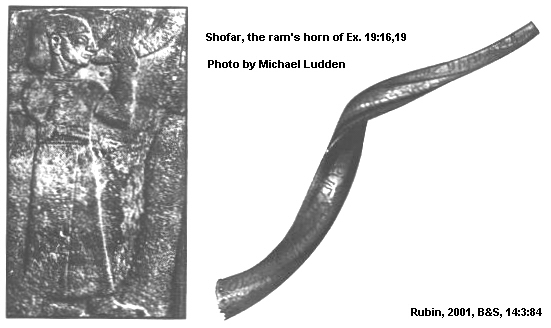 Shofar, the ram's horn of Ex. 19:16,19
Photo by Michael Ludden
Rubin, 2001, B&S, 14:3:84